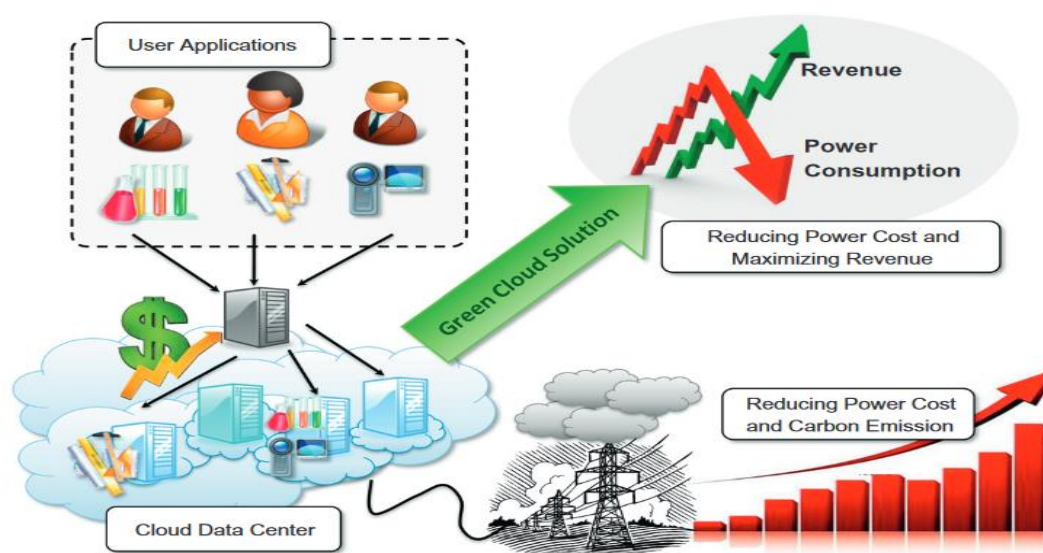 User Applications
Revenue
Power
Consumption
Reducing Power Cost and
Maximizing Revenue
Green Cloud Solution
Reducing Power Cost
and Carbon Emission
Cloud Data Center